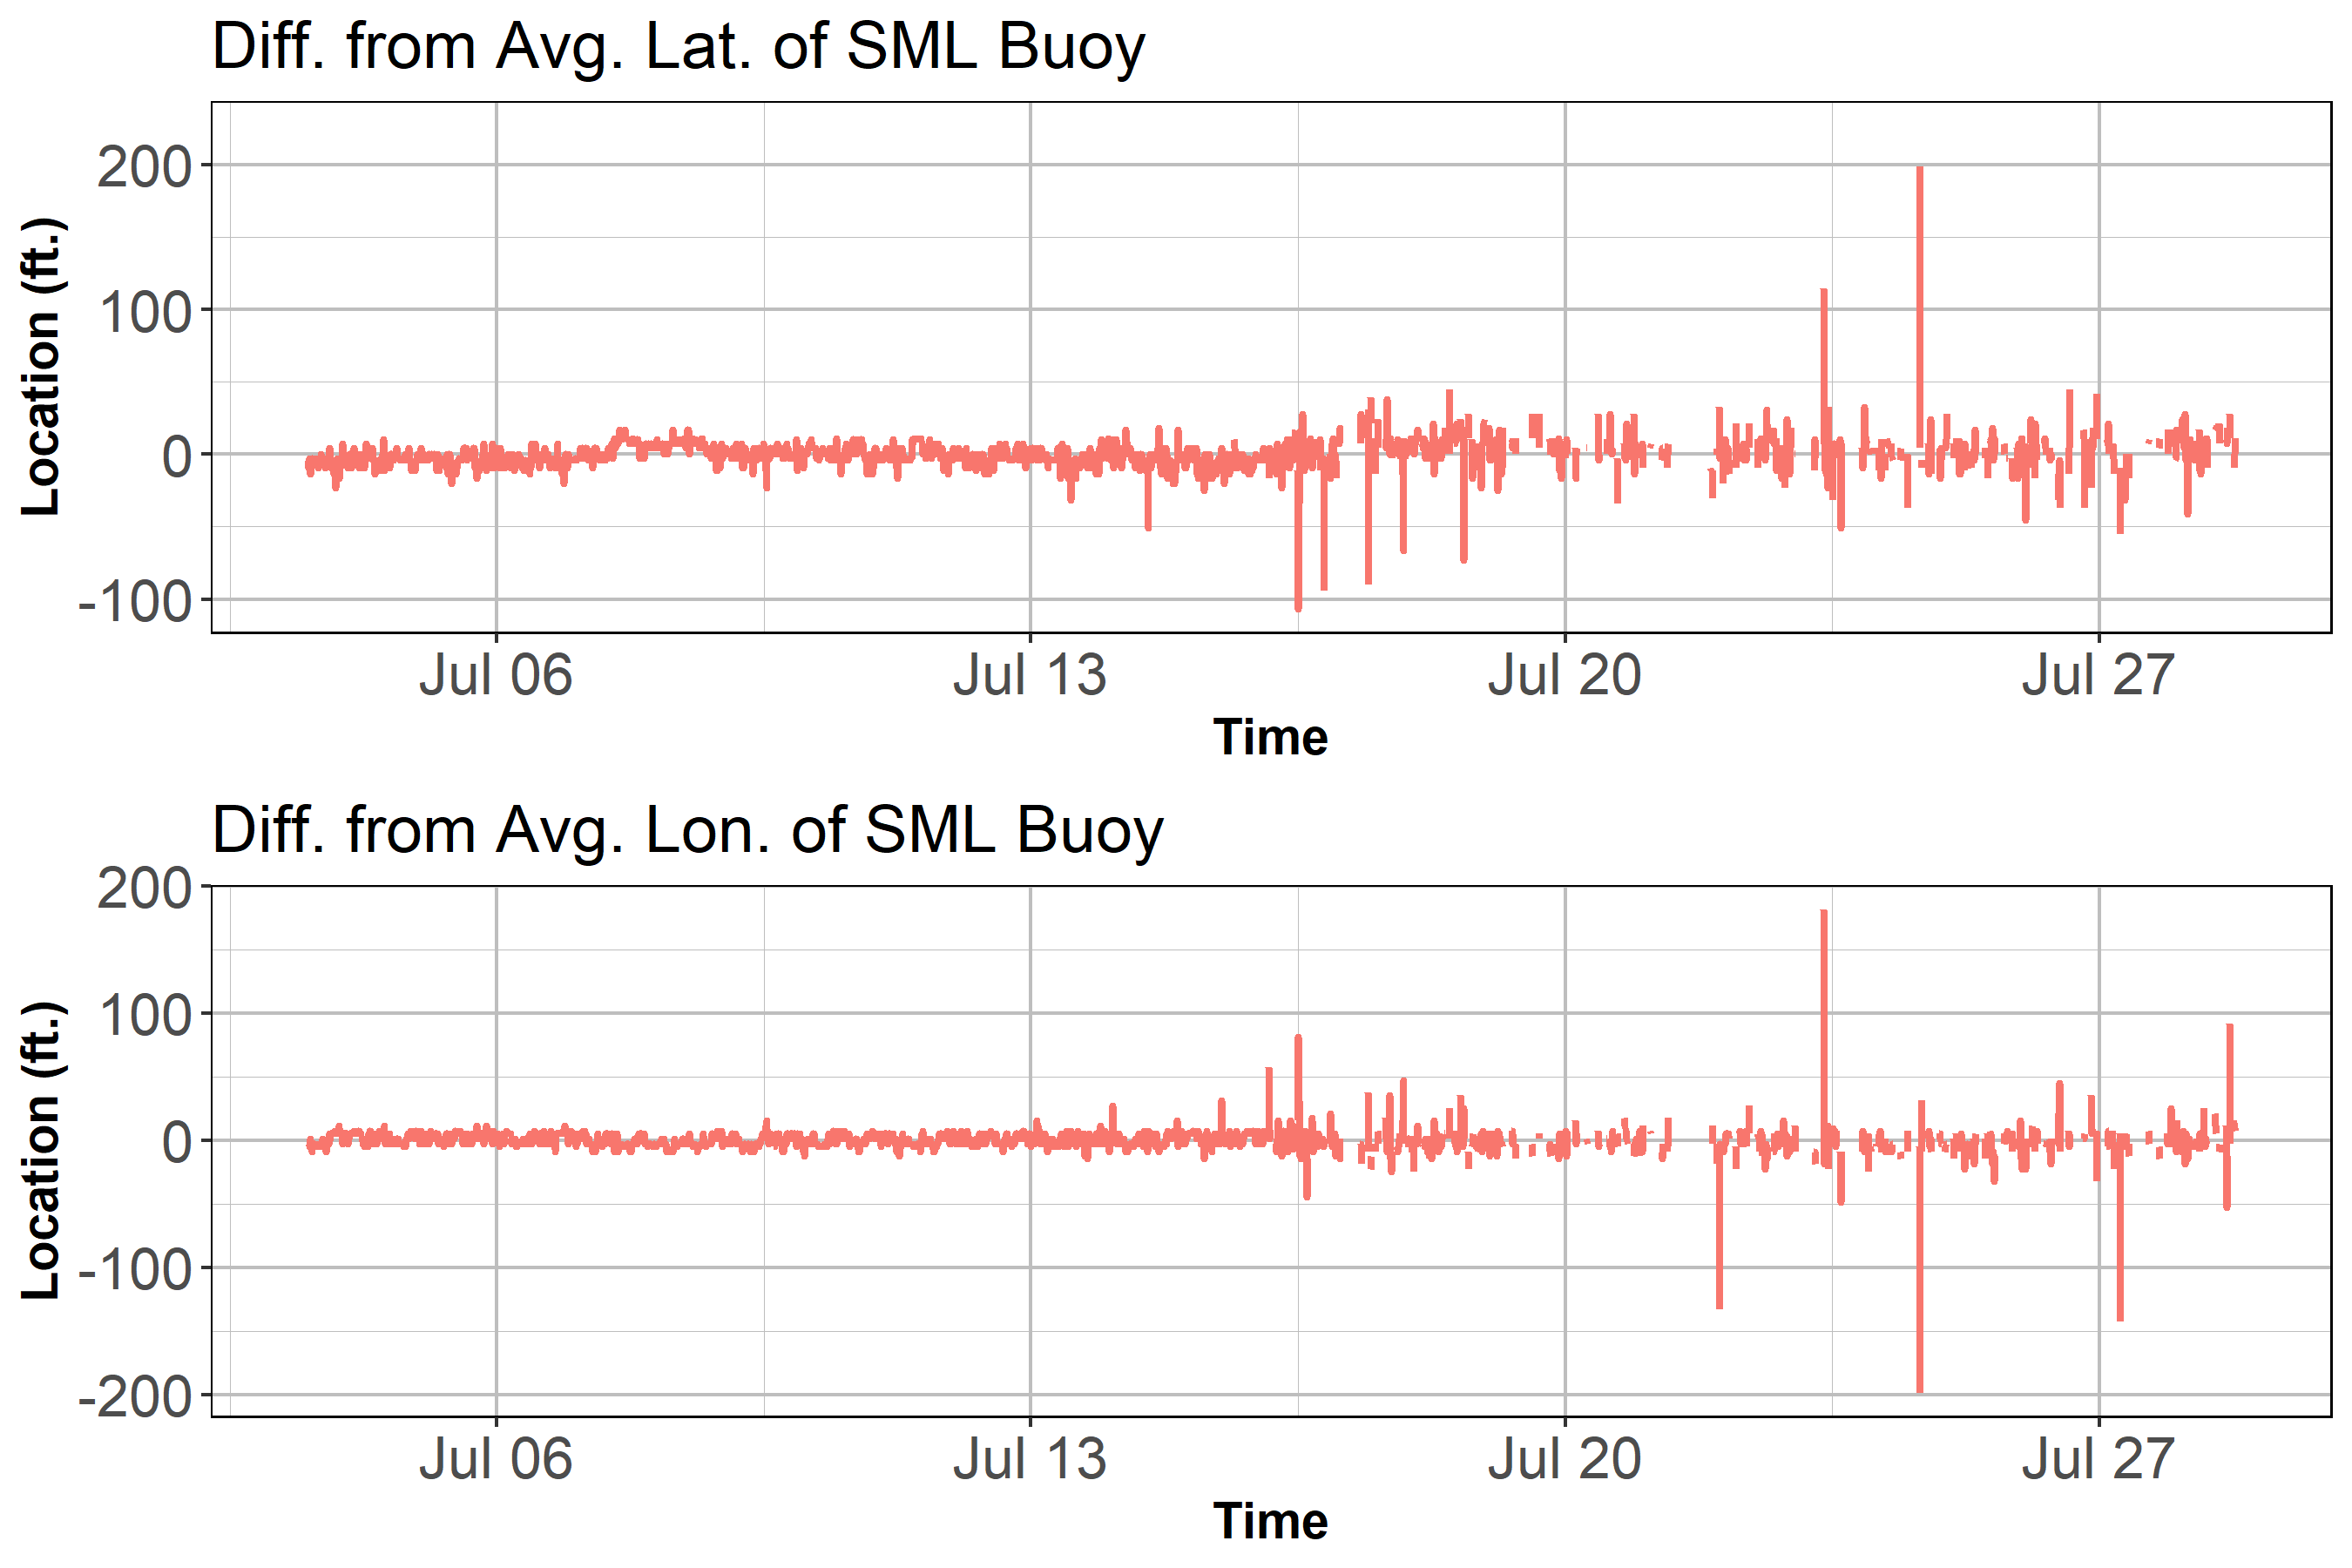 Diff. from Avg. Lat. of SML Buoy
Location (ft.)
200
100
0
-100
Jul 06 Jul 13 Jul 20 Jul 27
Time
Diff. from Avg. Lon. of SML Buoy
Location (ft.)
200
100
0
-100
-200
Jul 06 Jul 13 Jul 20 Jul 27
Time